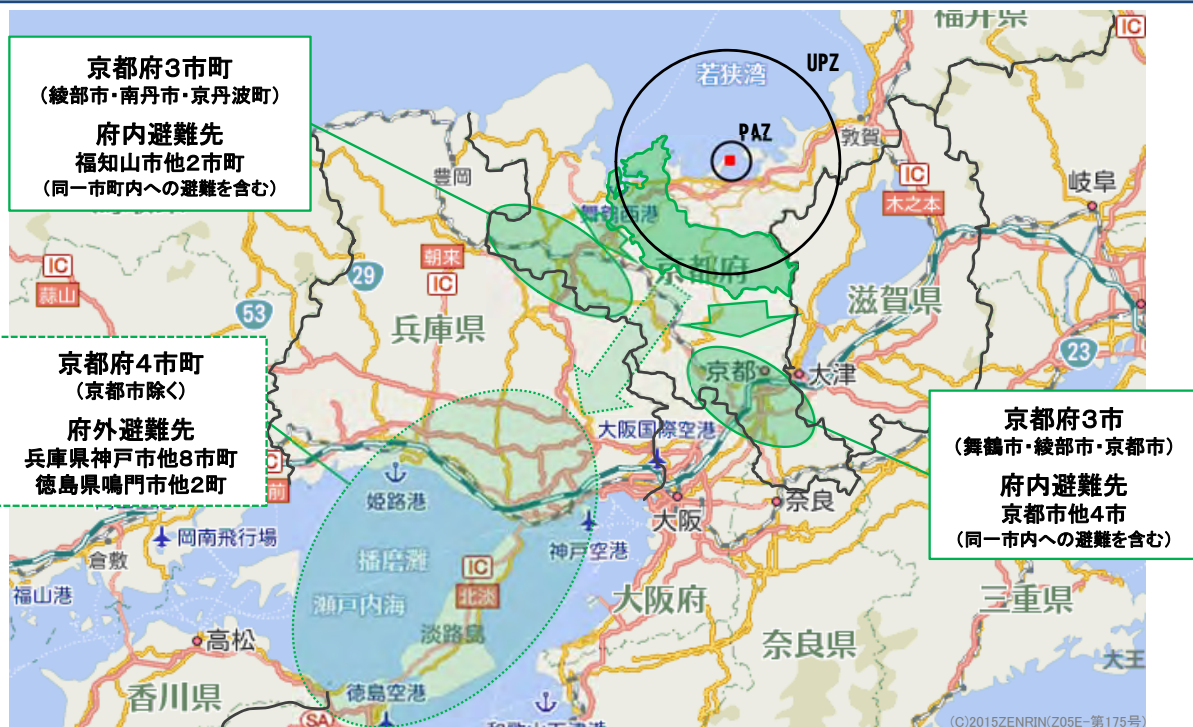 京都府3市町
(綾部市・南丹市・京丹波町)
府内避難先
福知山市他2市町
(同一市町内への避難を含む)
京都府4市町
(京都市除く)
府外避難先
兵庫県神戸市他8市町
徳島県鳴門市他2町
京都府3市
(舞鶴市・綾部市・京都市)
府内避難先
京都市他4市
(同一市内への避難を含む)
福井県
IC
若狭湾
UPZ
PAZ
敦賀
豊岡
IC
木之本
岐阜
舞鶴西港
朝来
IC
29
IC
蒜山
53
京都府
滋賀県
兵庫県
23
京都
大津
大阪国際空港
姫路港
大阪
奈良
岡南飛行場
倉敷
神戸空港
播磨灘
IC
北淡
福山港
瀬戸内海
大阪府
三重県
淡路島
高松
奈良県
香川県
徳島空港
SA
(C)2015ZENRIN(Z05E-第175号)